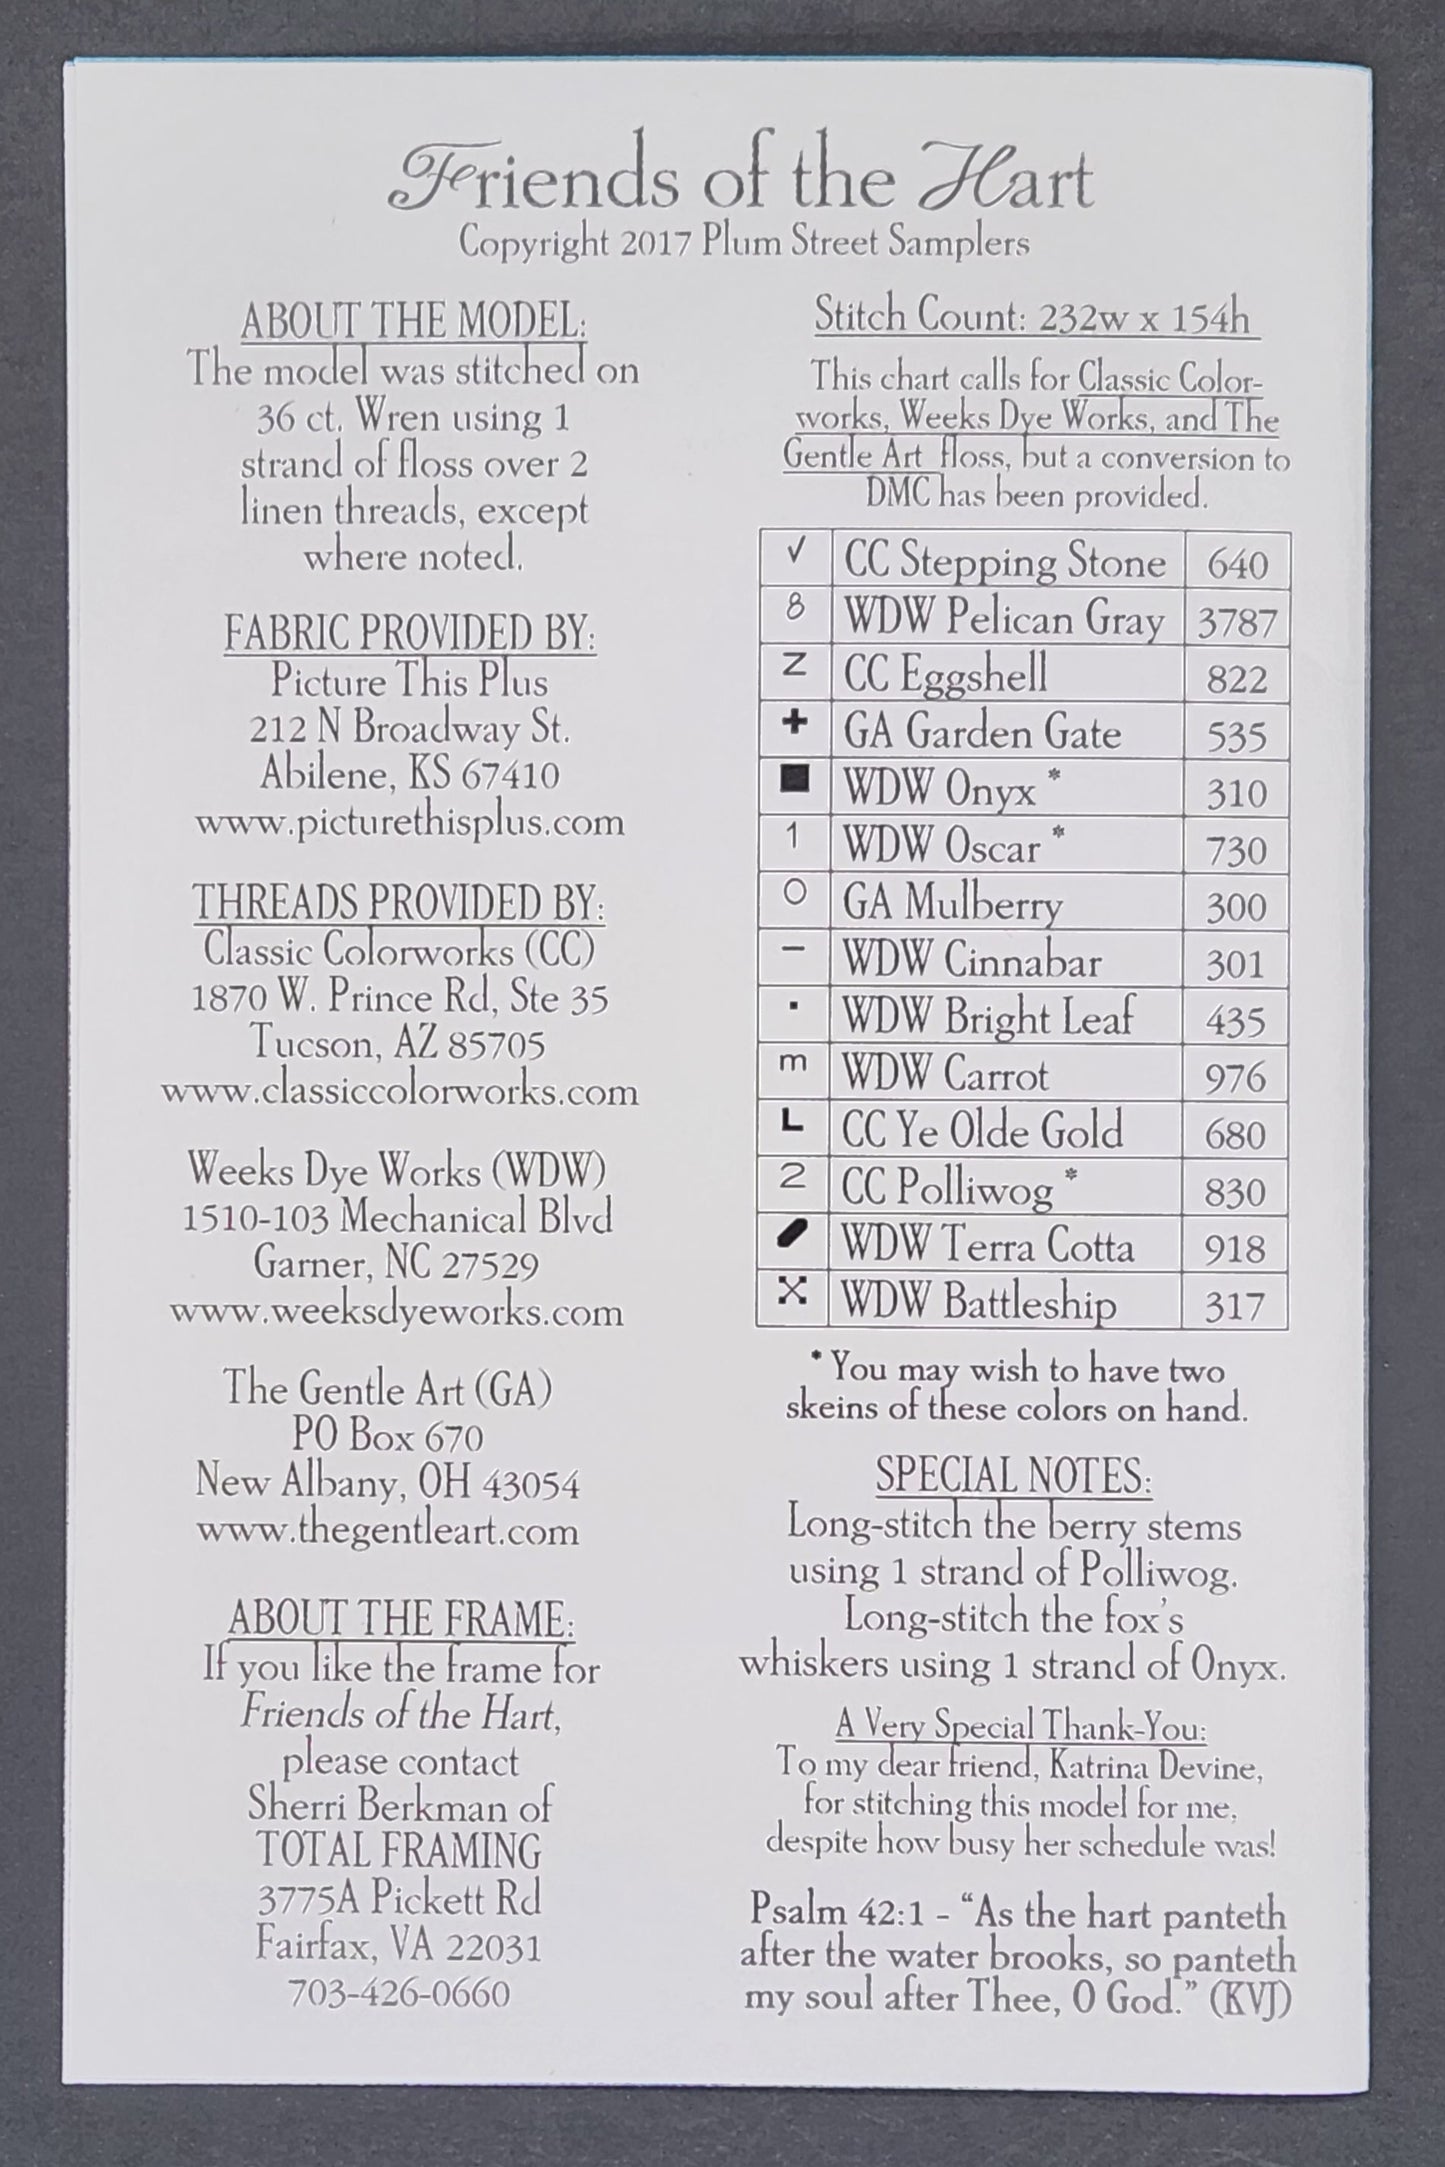 Friends of the Hart
Copyright 2017 Plum Street Samplers
ABOUT THE MODEL:
The model was stitched on
36 ct. Wren using 1
strand of floss over 2
linen threads, except
where noted.
FABRIC PROVIDED BY:
Picture This Plus
212 N Broadway St.
Abilene, KS 67410
www.picturethisplus.com
THREADS PROVIDED BY:
Classic Colorworks (CC)
1870 W. Prince Rd, Ste 35
Tucson, AZ 85705
www.classiccolorworks.com
Weeks Dye Works (WDW)
1510-103 Mechanical Blvd
Garner, NC 27529
www.weeksdyeworks.com
The Gentle Art (GA)
PO Box 670
New Albany, OH 43054
www.thegentleart.com
ABOUT THE FRAME:
If you like the frame for
Friends of the Hart,
please contact
Sherri Berkman of
TOTAL FRAMING
3775A Pickett Rd
Fairfax, VA 22031
703-426-0660
Stitch Count: 232w x 154h
This chart calls for Classic Color-
works, Weeks Dye Works, and The
Gentle Art floss, but a conversion to
DMC has been provided.
✓ CC Stepping Stone 640
8 WDW Pelican Gray 3787
Z CC Eggshell 822
+ GA Garden Gate 535
■ WDW Onyx * 310
1 WDW Oscar * 730
O GA Mulberry 300
– WDW Cinnabar 301
▪ WDW Bright Leaf 435
m WDW Carrot 976
L CC Ye Olde Gold 680
2 CC Polliwog * 830
WDW Terra Cotta 918
X WDW Battleship 317
* You may wish to have two
skeins of these colors on hand.
SPECIAL NOTES:
Long-stitch the berry stems
using 1 strand of Polliwog.
Long-stitch the fox's
whiskers using 1 strand of Onyx.
A Very Special Thank-You:
To my dear friend, Katrina Devine,
for stitching this model for me,
despite how busy her schedule was!
Psalm 42:1 - “As the hart panteth
after the water brooks, so panteth
my soul after Thee, O God.” (KVJ)